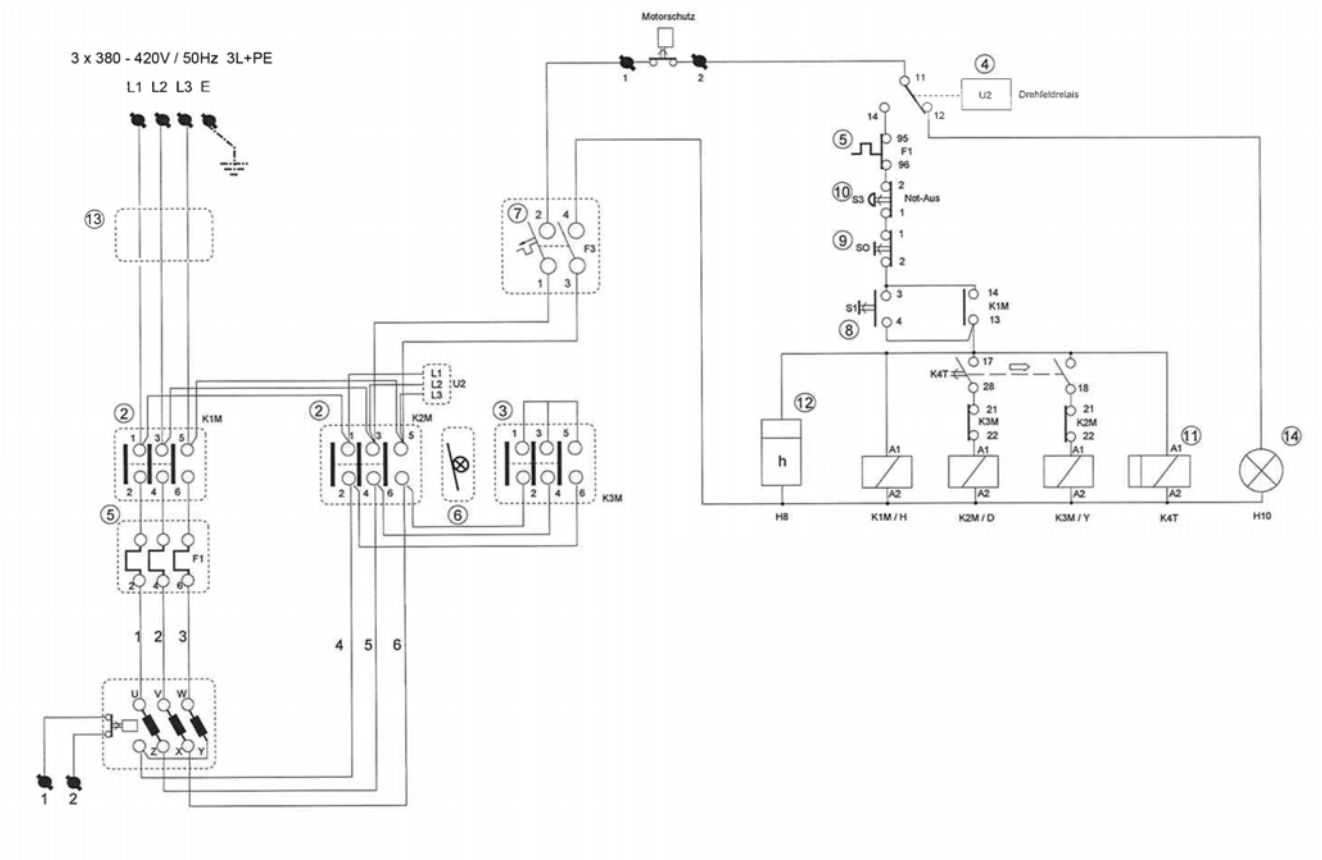 Motorschutz
1 2
3 x 380 - 420V / 50Hz 3L+PE
L1 L2 L3 E
11
4
U2 Drehfeldrelais
12
14
5 95
F1
96
10 S3 2 Not-Aus
1
9 SO 1
2
13
7 2 4
F3
1 3
S1 3 14
K1M
8 4 13
L1
L2 U2
L3
K4T 17
28 18
2 K1M
1 3 5
2 4 6
2 K2M
1 3 5
2 4 6
3
1 3 5
2 4 6
K3M
6
12
h
21 21
K3M K2M
22 22
11
14
A1 A1 A1 A1
A2 A2 A2 A2
H8 K1M / H K2M / D K3M / Y K4T H10
5
F1
2 4 6
1 2 3 4 5 6
U V W
Z X Y
1 2